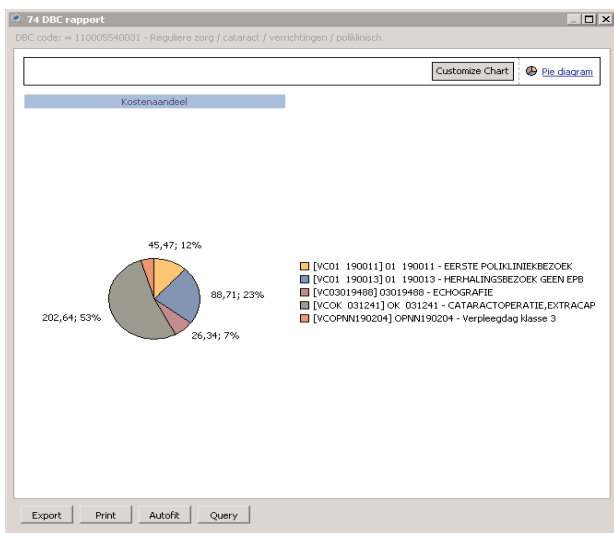 74 DBC rapport
DBC code: = 110005540031 - Reguliere zorg / cataract / verrichtingen / poliklinisch
Customize Chart
Pie diagram
Kostenaandeel
45,47; 12%
88,71; 23%
26,34; 7%
202,64; 53%
[VC01 190011] 01 190011 - EERSTE POLIKLINIEKBEZOEK
[VC01 190013] 01 190013 - HERHALINGSBEZOEK GEEN EPB
[VC03019488] 03019488 - ECHOGRAFIE
[VCOK 031241] OK 031241 - CATARACTOPERATIE,EXTRACAP
[VCOPNN190204] OPNN190204 - Verpleegdag klasse 3
Export Print Autofit Query